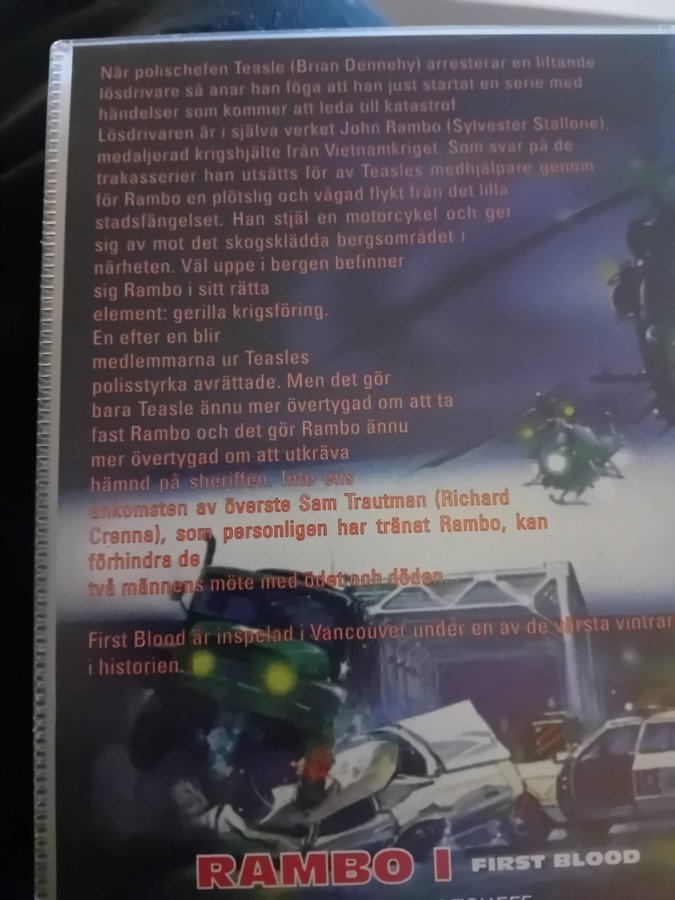 När polischefen Teasle (Brian Dennehy) arresterar en liftande
lösdrivare så anar han föga att han just startat en serie med
händelser som kommer att leda till katastrof.
Lösdrivaren är i själva verket John Rambo (Sylvester Stallone),
medaljerad krigshjälte från Vietnamkriget. Som svar på de
trakasserier han utsätts för av Teasles medhjälpare genom-
för Rambo en plötslig och vågad flykt från det lilla
stadsfängelset. Han stjäl en motorcykel och ger
sig av mot det skogsklädda bergsområdet i
närheten. Väl uppe i bergen befinner
sig Rambo i sitt rätta
element: gerilla krigsföring.
En efter en blir
medlemmarna ur Teasles
polisstyrka avrättade. Men det gör
bara Teasle ännu mer övertygad om att ta
fast Rambo och det gör Rambo ännu
mer övertygad om att utkräva
hämnd på sheriffen. Inte ens
ankomsten av överste Sam Trautman (Richard
Crenna), som personligen har tränat Rambo, kan
förhindra de
två männens möte med ödet och döden...
First Blood är inspelad i Vancouver under en av de värsta vintrar
i historien.
RAMBO I FIRST BLOOD